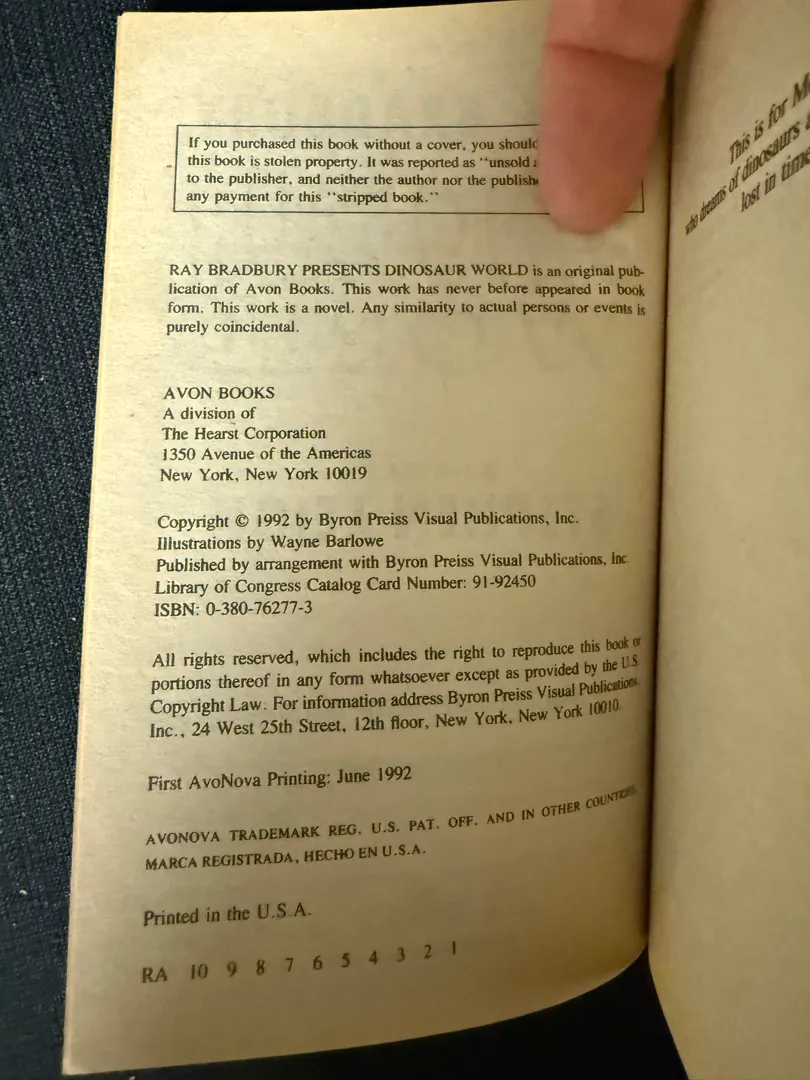 If you purchased this book without a cover, you should
this book is stolen property. It was reported as "unsold
to the publisher, and neither the author nor the publish
any payment for this "stripped book."
RAY BRADBURY PRESENTS DINOSAUR WORLD is an original pub-
lication of Avon Books. This work has never before appeared in book
form. This work is a novel. Any similarity to actual persons or events is
purely coincidental.
AVON BOOKS
A division of
The Hearst Corporation
1350 Avenue of the Americas
New York, New York 10019
Copyright © 1992 by Byron Preiss Visual Publications, Inc.
Illustrations by Wayne Barlowe
Published by arrangement with Byron Preiss Visual Publications, Inc.
Library of Congress Catalog Card Number: 91-92450
ISBN: 0-380-76277-3
All rights reserved, which includes the right to reproduce this book or
portions thereof in any form whatsoever except as provided by the U.S.
Copyright Law. For information address Byron Preiss Visual Publications,
Inc., 24 West 25th Street, 12th floor, New York, New York 10010.
First AvoNova Printing: June 1992
AVONOVA TRADEMARK REG. U.S. PAT. OFF. AND IN OTHER COUNTRIES,
MARCA REGISTRADA, HECHO EN U.S.A.
Printed in the U.S.A.
RA 10 9 8 7 6 5 4 3 2 1
This is for
who dreams of dinosaurs
lost in time